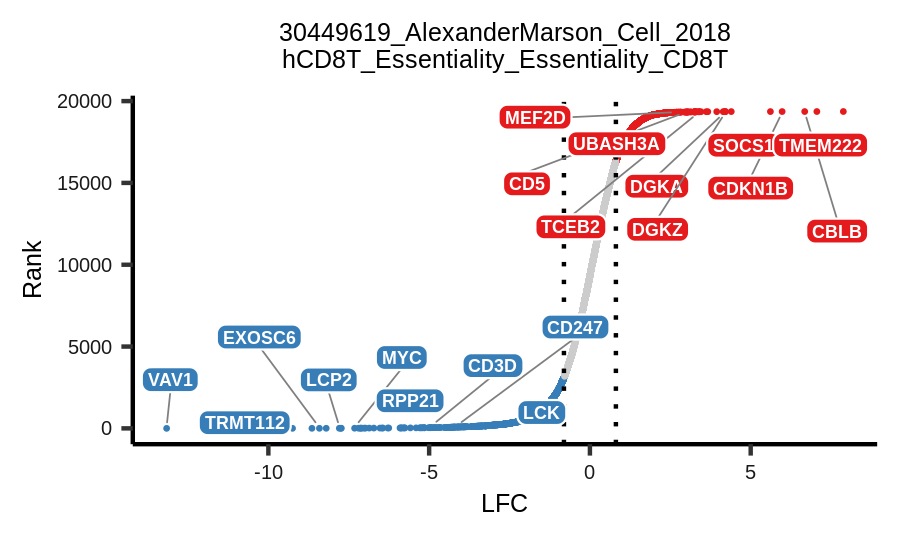 30449619_AlexanderMarson_Cell_2018
hCD8T_Essentiality_Essentiality_CD8T
20000
15000
10000
5000
0
Rank
MEF2D
UBASH3A
SOCS1
TMEM222
CD5
DGKA
CDKN1B
TCEB2
DGKZ
CBLB
CD247
EXOSC6
MYC
CD3D
VAV1
LCP2
RPP21
LCK
TRMT112
-10
-5
0
5
LFC